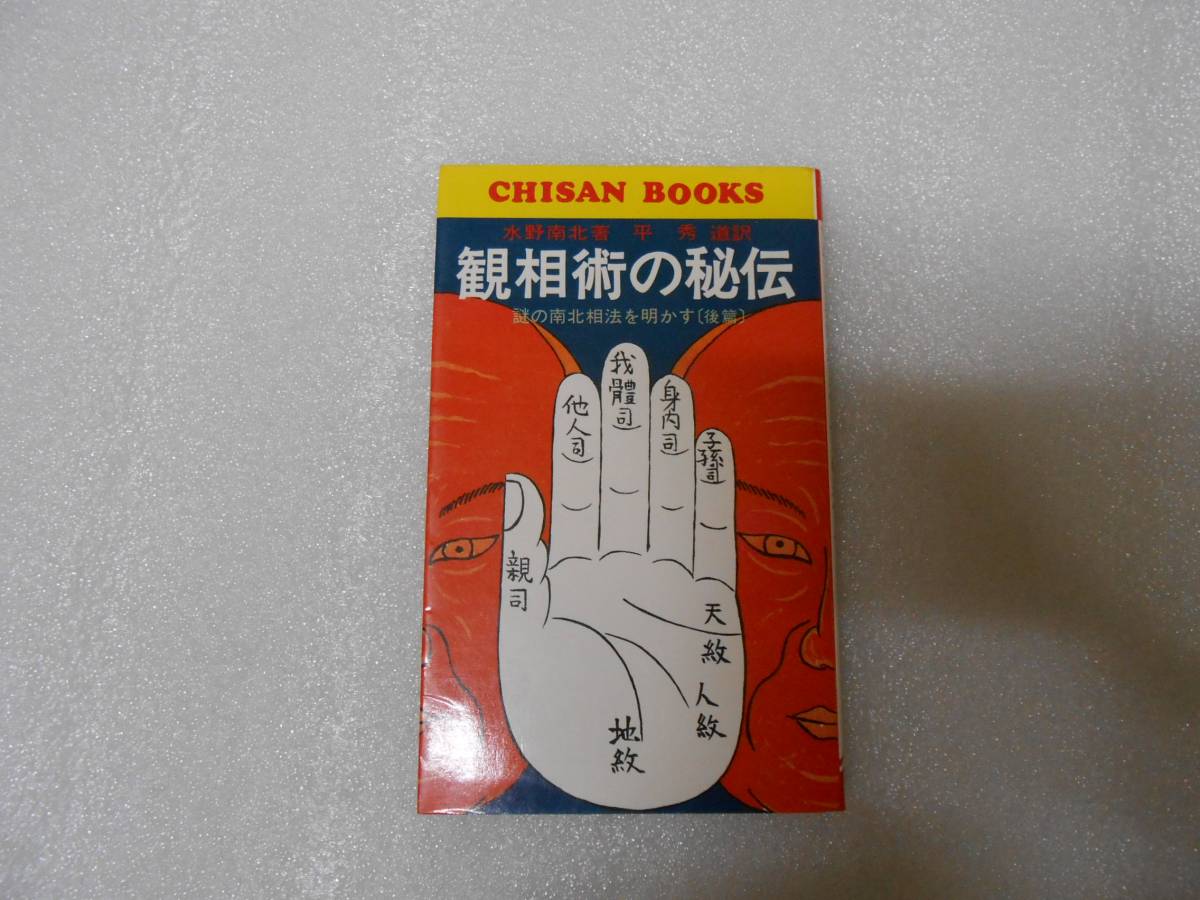 CHISAN BOOKS
水野南北著 平 秀 道訳
観相術の秘伝
謎の南北相法を明かす〔後篇〕
我體司
他人司
身内司
子孫司
親司
天紋
人紋
地紋